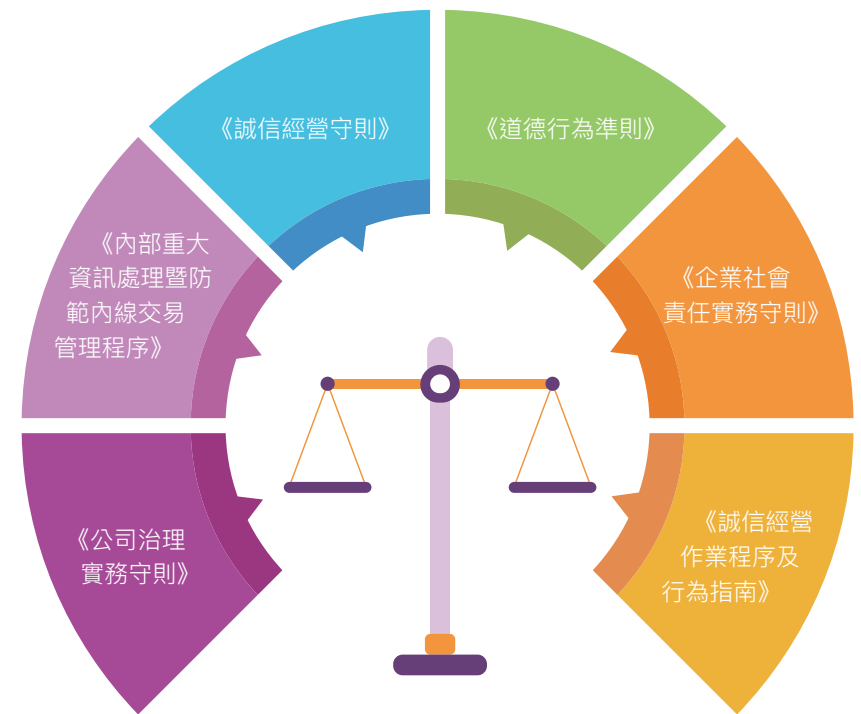 《誠信經營守則》
《道德行為準則》
《內部重大
資訊處理暨防
範內線交易
管理程序》
《企業社會
責任實務守則》
《公司治理
實務守則》
《誠信經營
作業程序及
行為指南》